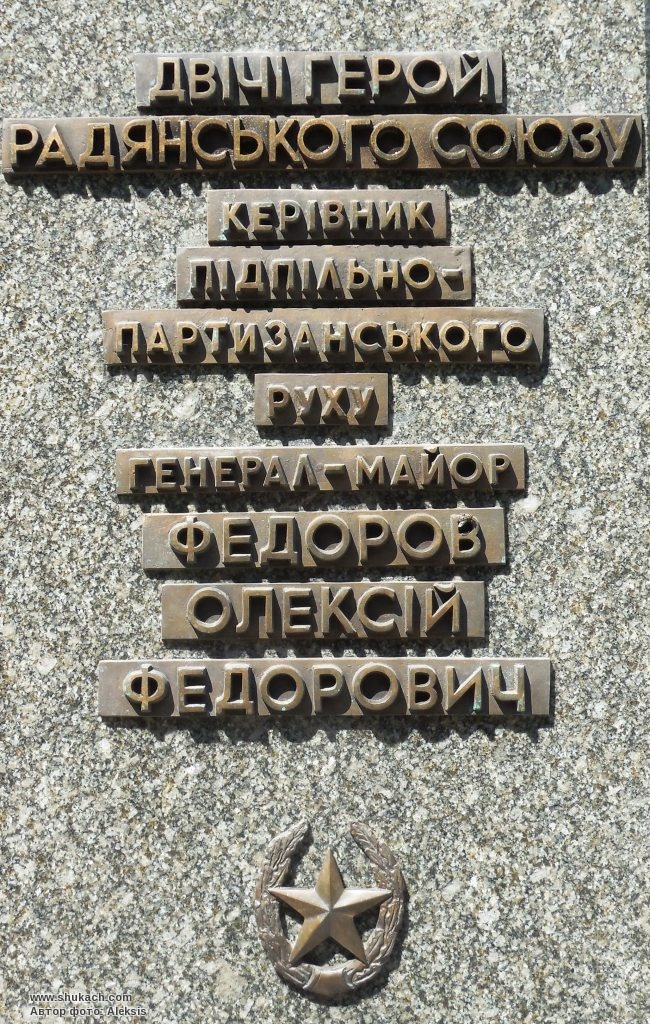 ДВІЧІ ГЕРОЙ
РАДЯНСЬКОГО СОЮЗУ
КЕРІВНИК
ПІДПІЛЬНО-
ПАРТИЗАНСЬКОГО
РУХУ
ГЕНЕРАЛ-МАЙОР
ФЕДОРОВ
ОЛЕКСІЙ
ФЕДОРОВИЧ
www.shukach.com
Автор фото: Aleksis